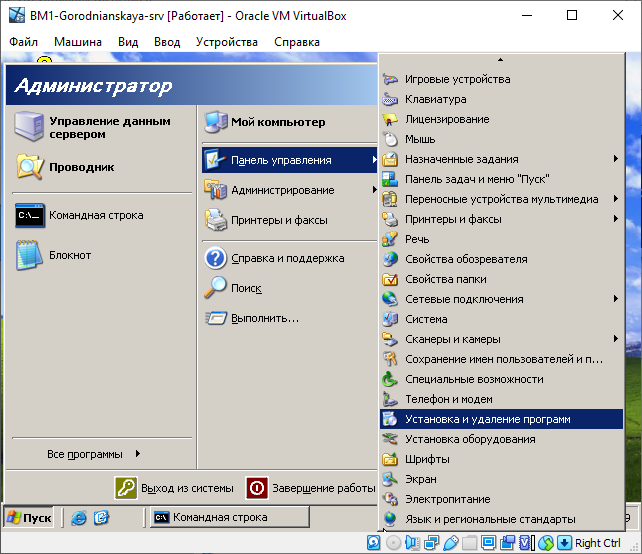 BM1-Gorodnianskaya-srv [Работает] - Oracle VM VirtualBox
Файл Машина Вид Ввод Устройства Справка
Администратор
Управление данным сервером
Проводник
Командная строка
Блокнот
Все программы
Мой компьютер
Панель управления
Администрирование
Принтеры и факсы
Справка и поддержка
Поиск
Выполнить...
Игровые устройства
Клавиатура
Лицензирование
Мышь
Назначенные задания
Панель задач и меню "Пуск"
Переносные устройства мультимедиа
Принтеры и факсы
Речь
Свойства обозревателя
Свойства папки
Сетевые подключения
Система
Сканеры и камеры
Сохранение имен пользователей и п...
Специальные возможности
Телефон и модем
Установка и удаление программ
Установка оборудования
Шрифты
Экран
Электропитание
Язык и региональные стандарты
Выход из системы Завершение работы
Пуск C:\ Командная строка 9
Right Ctrl